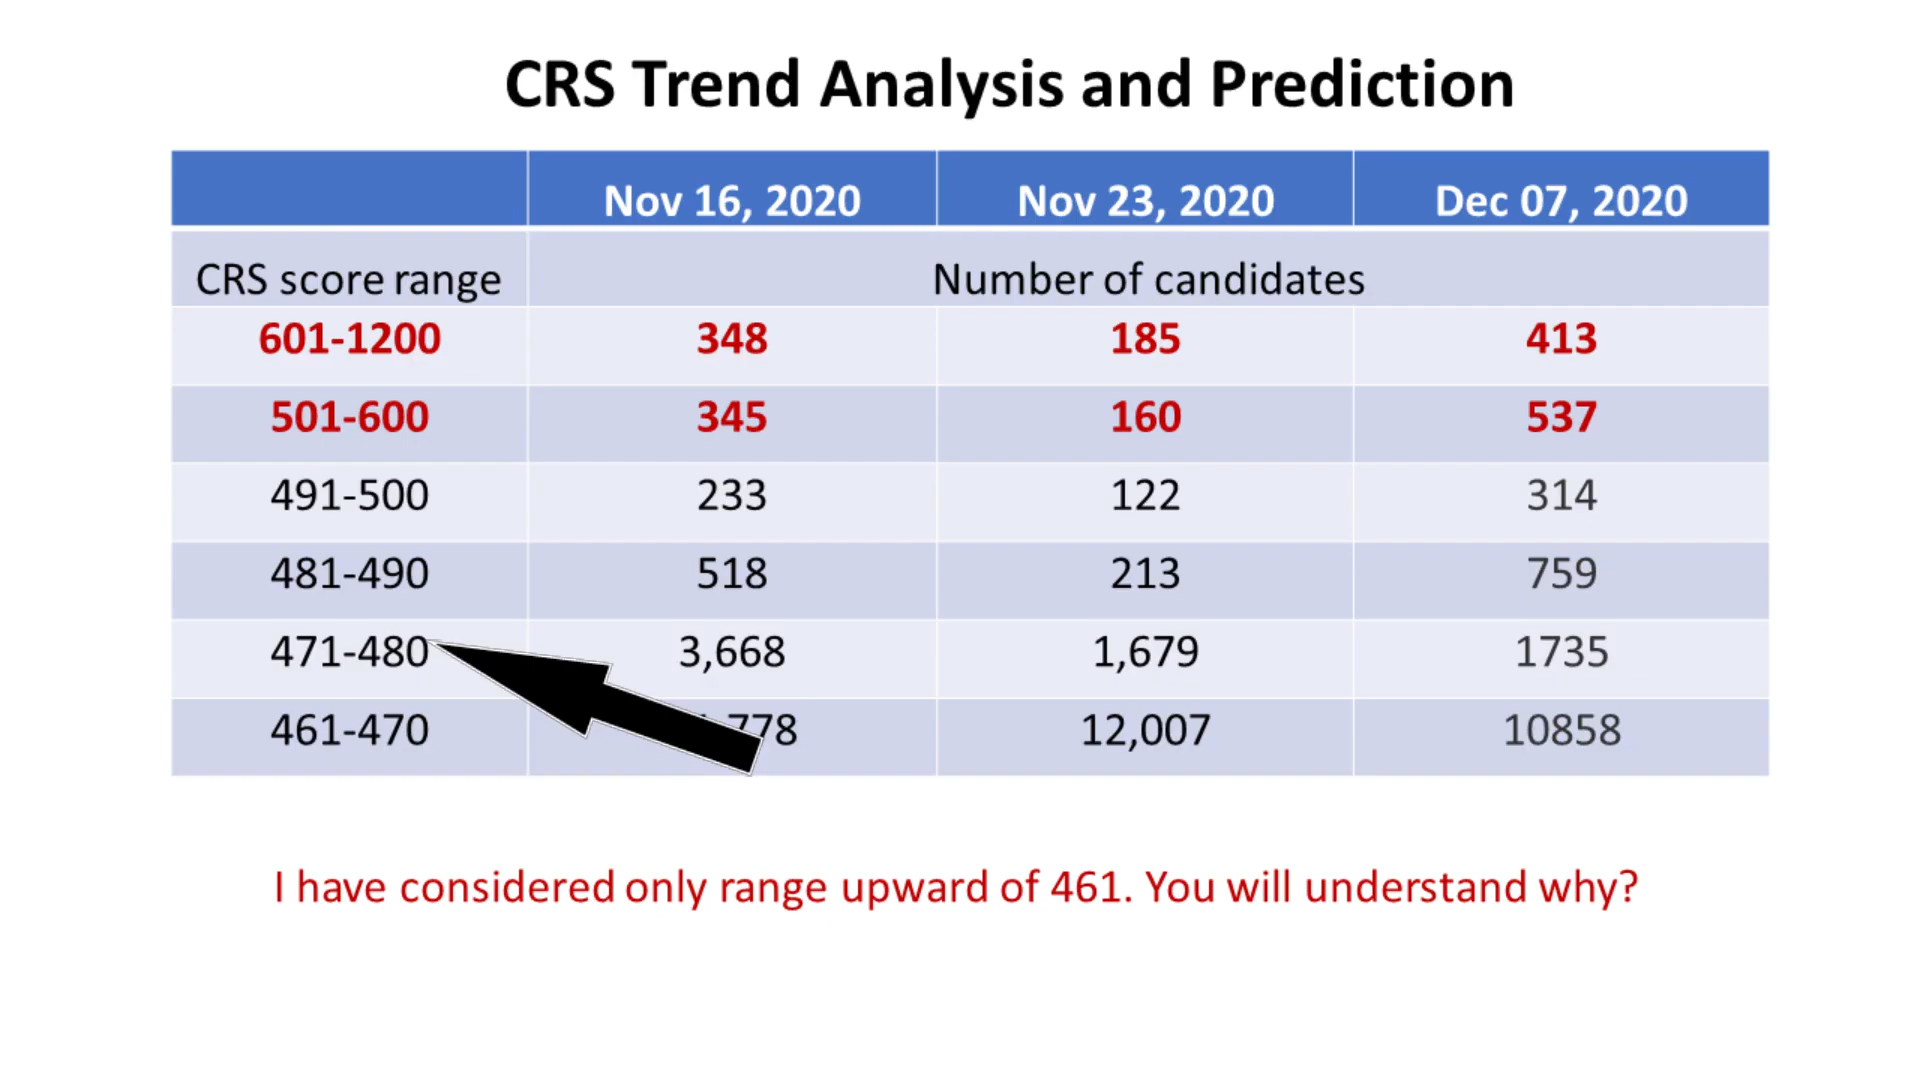 CRS Trend Analysis and Prediction
Nov 16, 2020 Nov 23, 2020 Dec 07, 2020
CRS score range Number of candidates
601-1200 348 185 413
501-600 345 160 537
491-500 233 122 314
481-490 518 213 759
471-480 3,668 1,679 1735
461-470 12,007 10858
I have considered only range upward of 461. You will understand why?